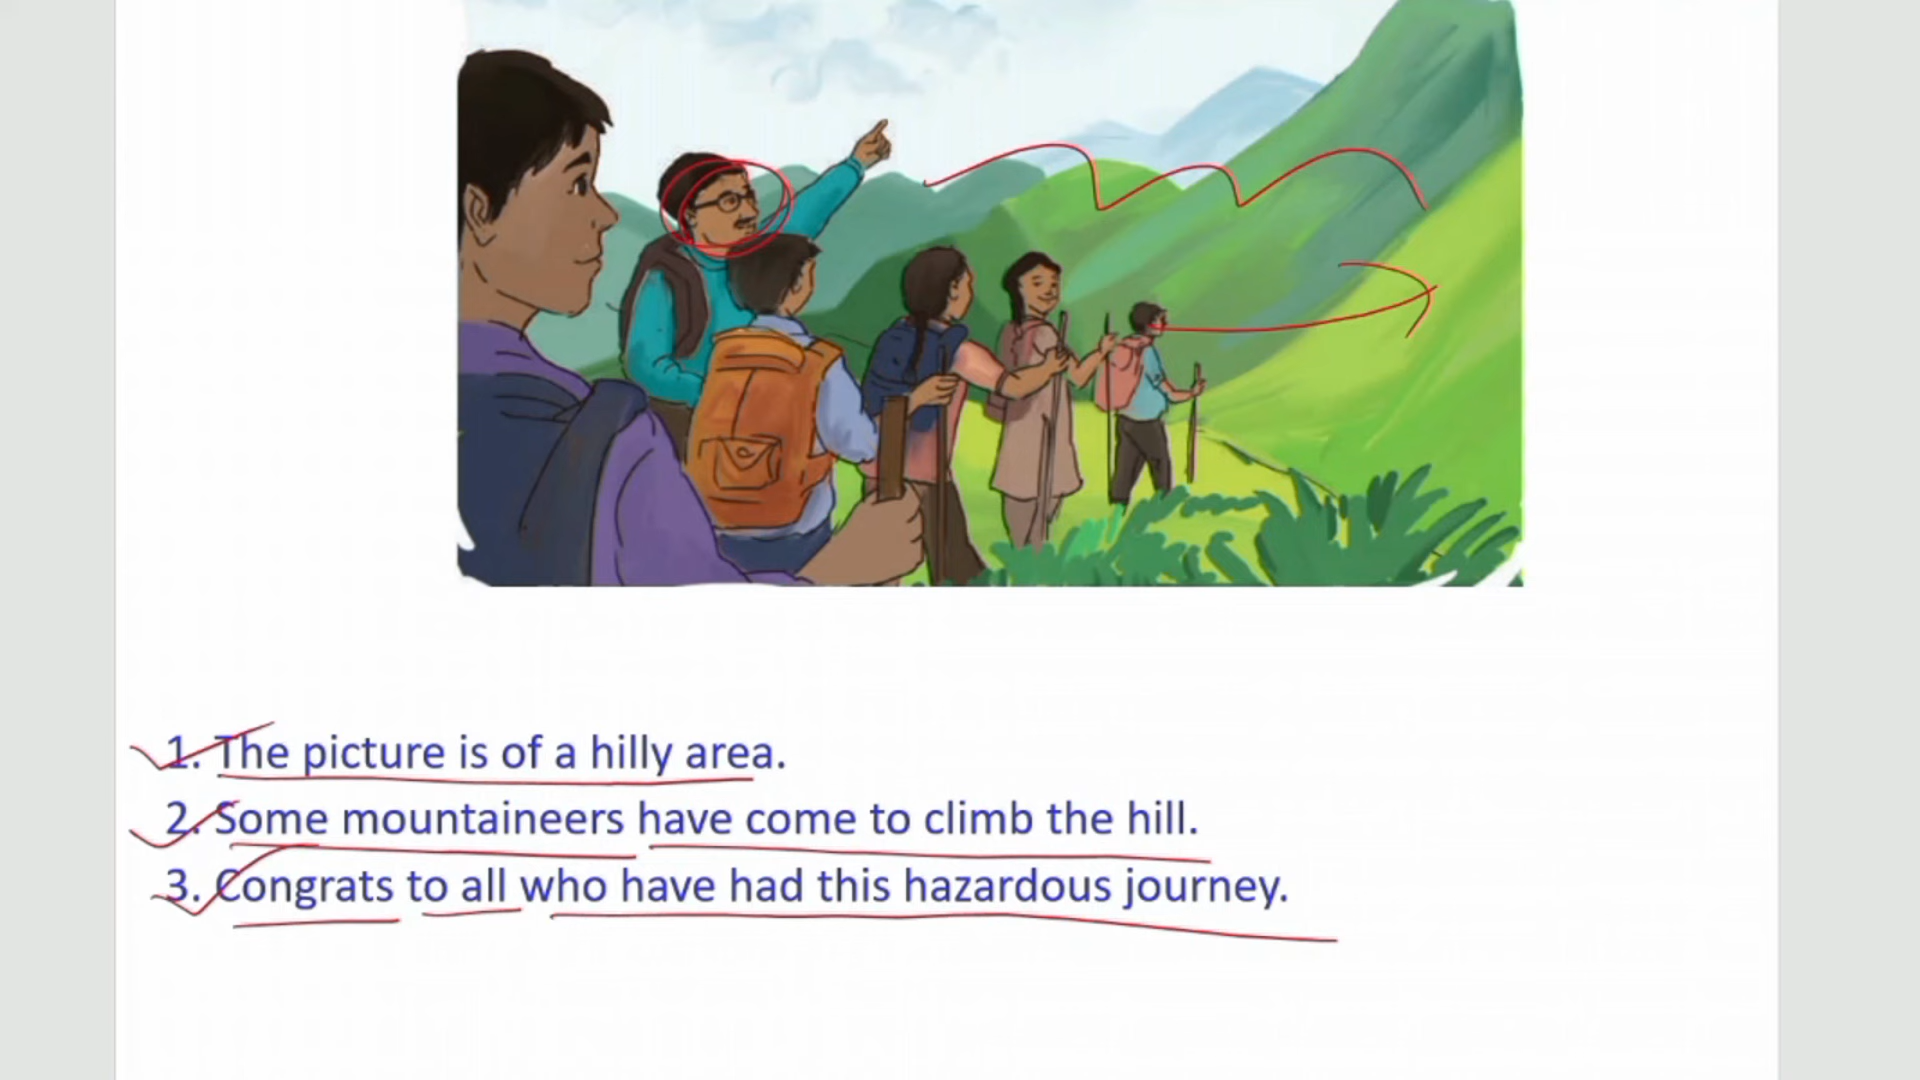 1. The picture is of a hilly area.
2. Some mountaineers have come to climb the hill.
3. Congrats to all who have had this hazardous journey.